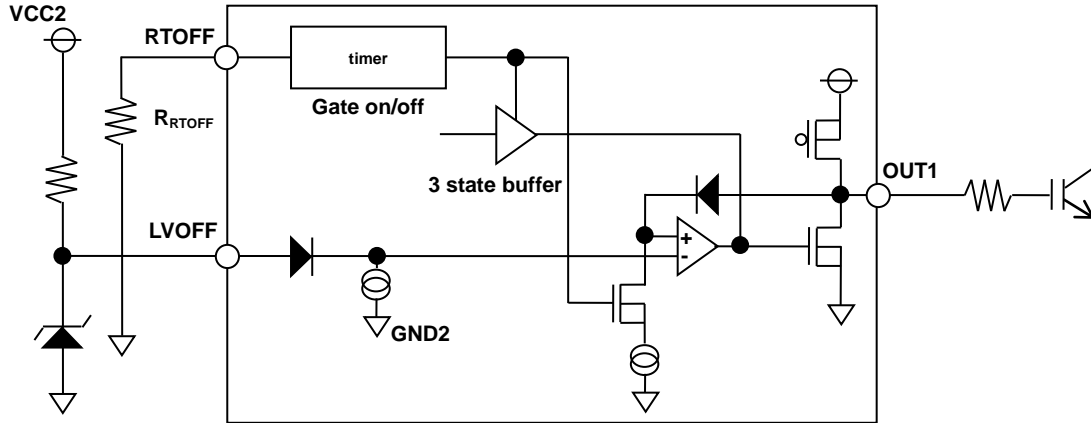 VCC2
RTOFF
timer
Gate on/off
RRTOFF
3 state buffer
OUT1
LVOFF
+
-
GND2